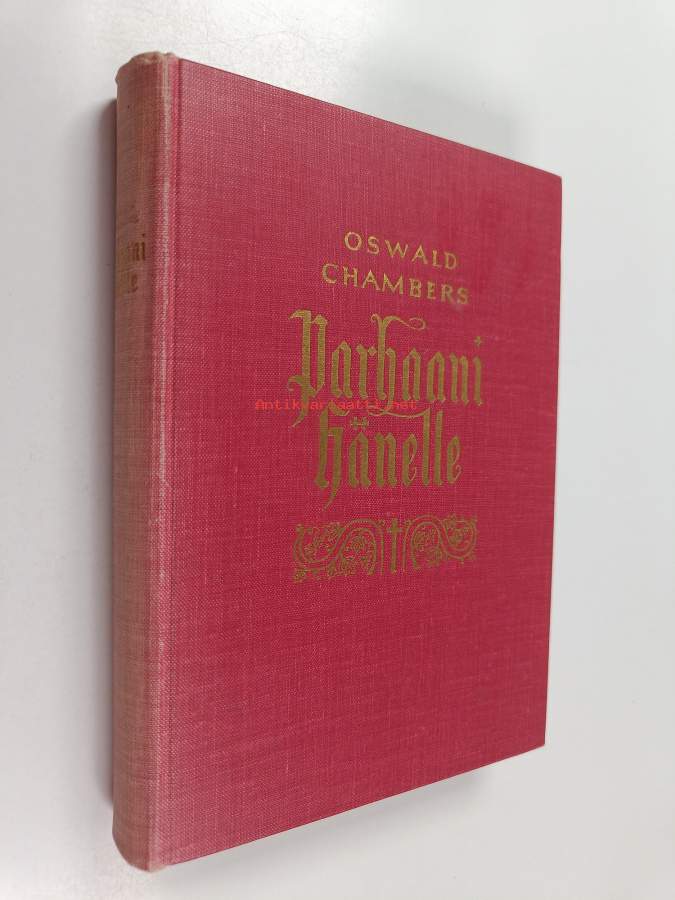 OSWALD
CHAMBERS
Parhaani
Hänelle
Antikvariaatti.net